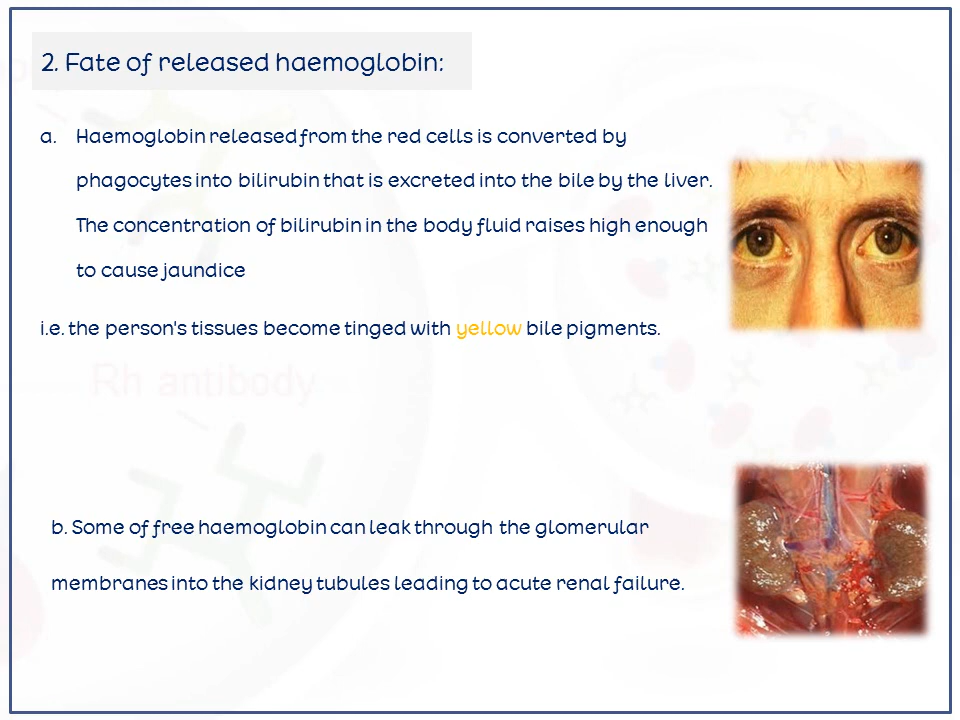 2. Fate of released haemoglobin:
a. Haemoglobin released from the red cells is converted by
phagocytes into bilirubin that is excreted into the bile by the liver.
The concentration of bilirubin in the body fluid raises high enough
to cause jaundice
i.e. the person's tissues become tinged with yellow bile pigments.
Rh antibody
b. Some of free haemoglobin can leak through the glomerular
membranes into the kidney tubules leading to acute renal failure.